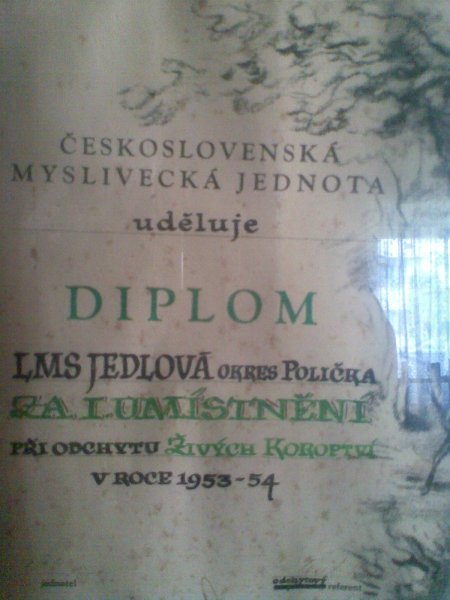 ČESKOSLOVENSKÁ
MYSLIVECKÁ JEDNOTA
uděluje
DIPLOM
LMS JEDLOVÁ OKRES POLIČKA
ZA I UMÍSTNĚNÍ
PŘI ODCHYTU ŽIVÝCH KOROPTVÍ
V ROCE 1953-54
jednatel odchytový referent